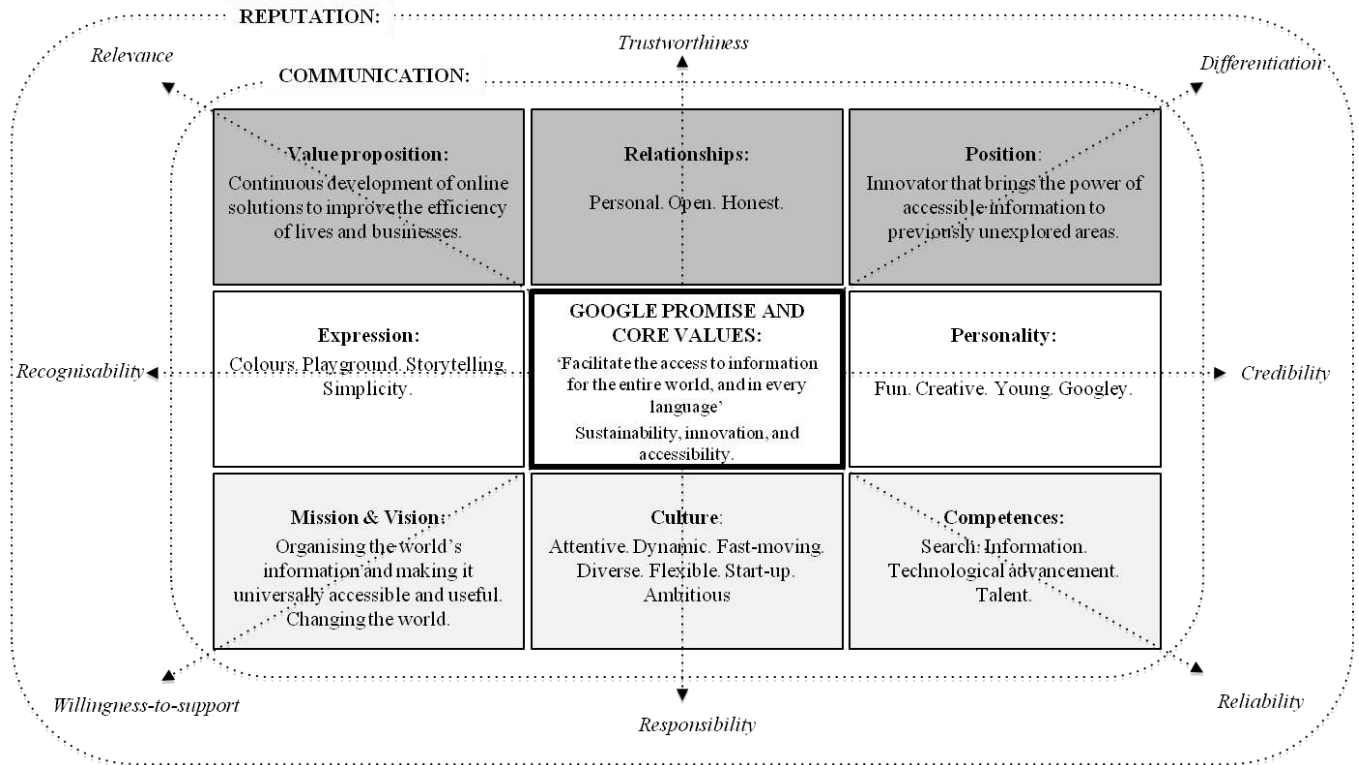 REPUTATION:
Relevance
Trustworthiness
Differentiation
COMMUNICATION:
Value proposition:
Continuous development of online
solutions to improve the efficiency
of lives and businesses.
Relationships:
Personal. Open. Honest.
Position:
Innovator that brings the power of
accessible information to
previously unexplored areas.
Recognisability
Expression:
Colours. Playground. Storytelling.
Simplicity.
GOOGLE PROMISE AND
CORE VALUES:
‘Facilitate the access to information
for the entire world, and in every
language’
Sustainability, innovation, and
accessibility.
Personality:
Fun. Creative. Young. Googley.
Credibility
Mission & Vision:
Organising the world’s
information and making it
universally accessible and useful.
Changing the world.
Culture:
Attentive. Dynamic. Fast-moving.
Diverse. Flexible. Start-up.
Ambitious
Competences:
Search. Information.
Technological advancement.
Talent.
Willingness-to-support
Responsibility
Reliability